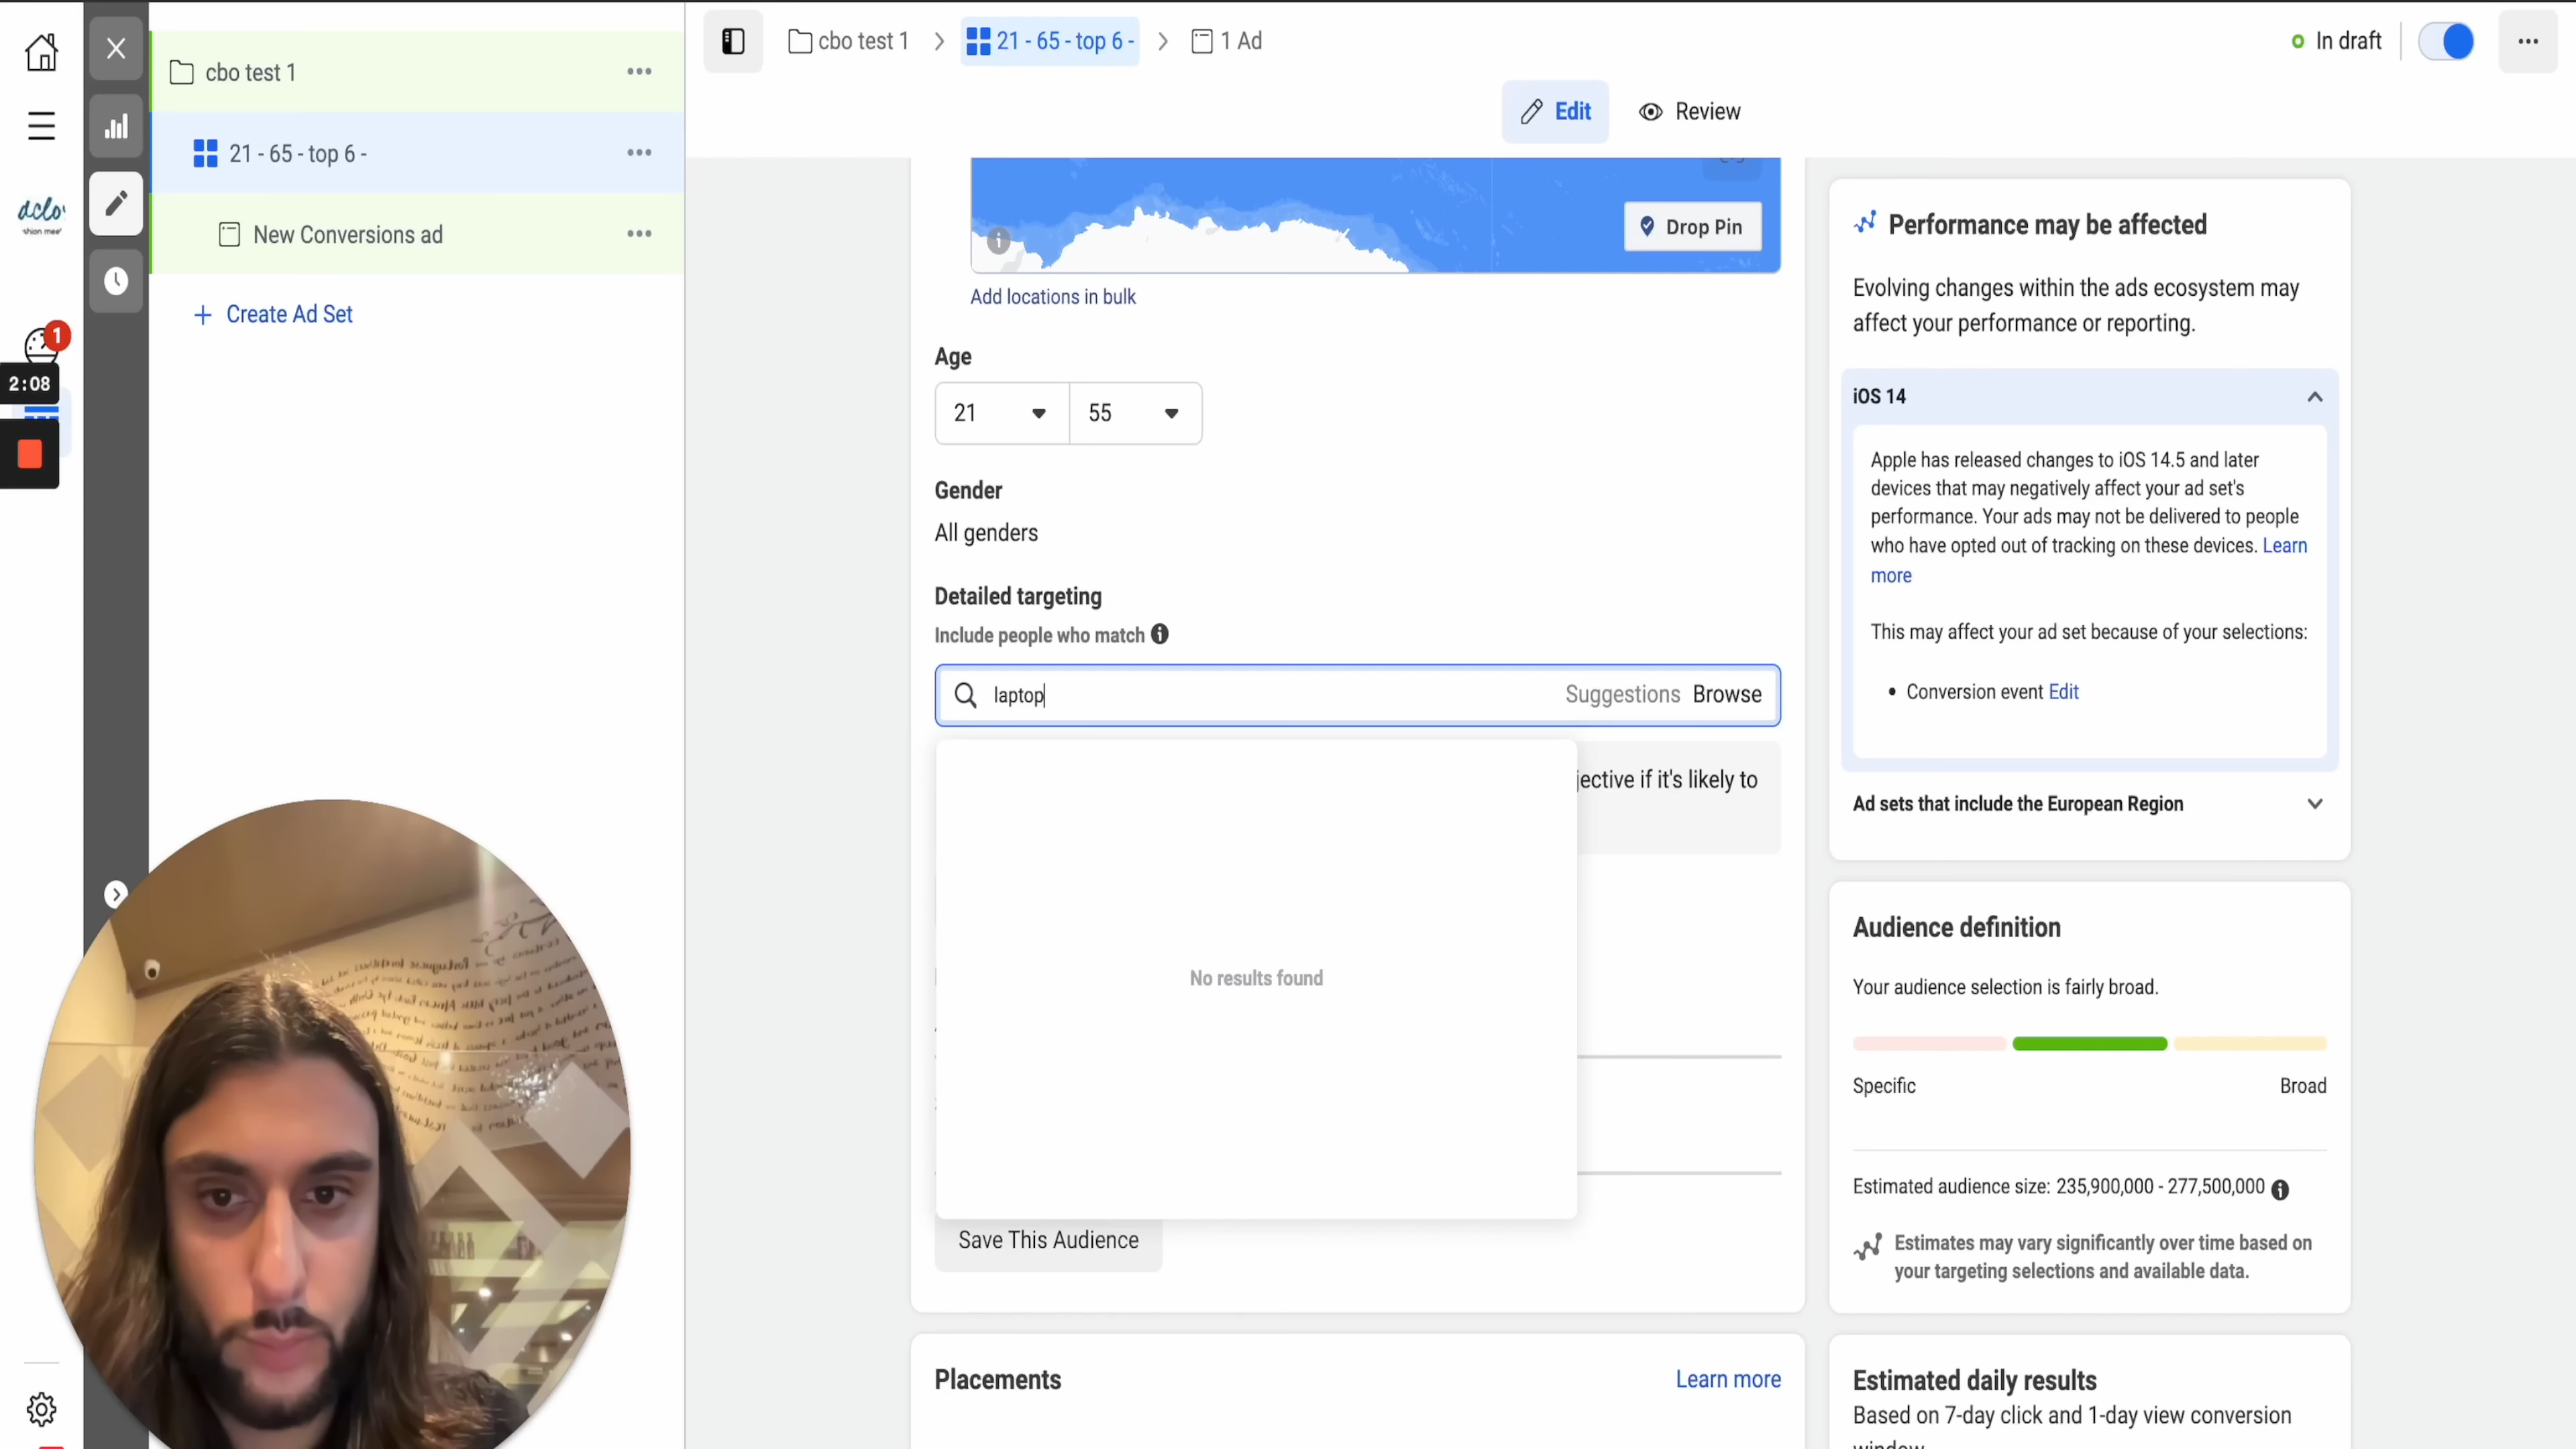 cbo test 1
21 - 65 - top 6 -
New Conversions ad
Create Ad Set
1
2:08
cbo test 1
21 - 65 - top 6 -
1 Ad
In draft
Edit
Review
Drop Pin
Add locations in bulk
Age
21
55
Gender
All genders
Detailed targeting
Include people who match
laptop
Suggestions
Browse
if it's likely to
No results found
Save This Audience
Placements
Learn more
Performance may be affected
Evolving changes within the ads ecosystem may
affect your performance or reporting.
iOS 14
Apple has released changes to iOS 14.5 and later
devices that may negatively affect your ad set's
performance. Your ads may not be delivered to people
who have opted out of tracking on these devices. Learn
more
This may affect your ad set because of your selections:
• Conversion event Edit
Ad sets that include the European Region
Audience definition
Your audience selection is fairly broad.
Specific
Broad
Estimated audience size: 235,900,000 - 277,500,000
Estimates may vary significantly over time based on
your targeting selections and available data.
Estimated daily results
Based on 7-day click and 1-day view conversion